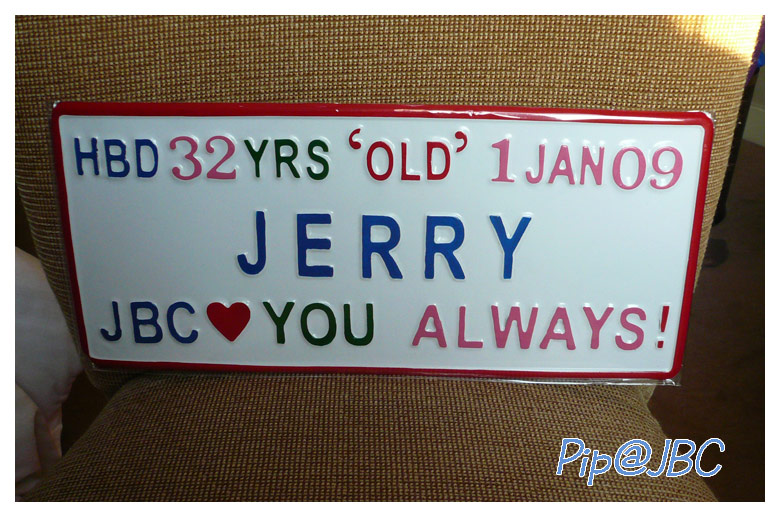 HBD 32 YRS ‘OLD’ 1 JAN 09
JERRY
JBC ♥ YOU ALWAYS!
Pip@JBC